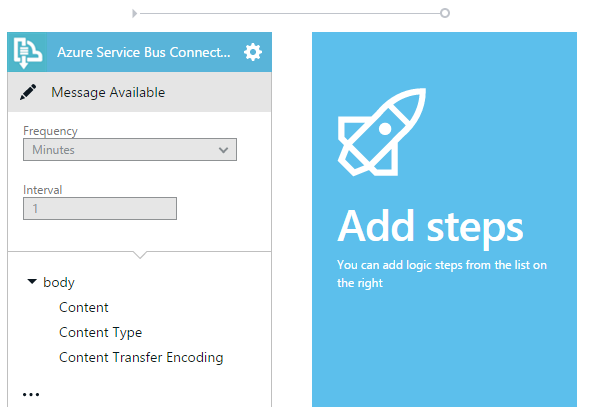 Azure Service Bus Connect...
Message Available
Frequency
Minutes
Interval
1
body
Content
Content Type
Content Transfer Encoding
...
Add steps
You can add logic steps from the list on
the right